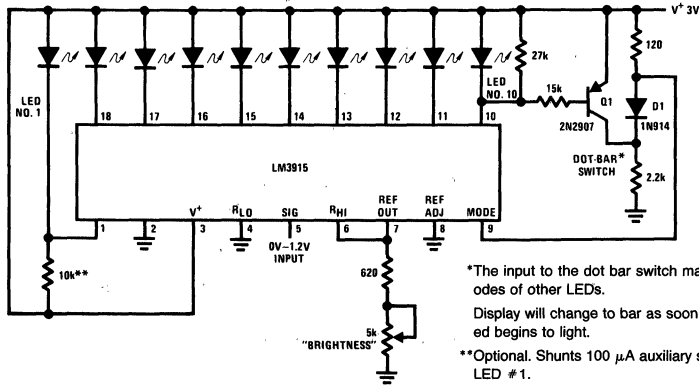 V+ 3V
27k
120
LED
NO. 1
LED
NO. 10
15k
Q1
2N2907
D1
1N914
18
17
16
15
14
13
12
11
10
DOT-BAR*
SWITCH
2.2k
LM3915
V+
RLO
SIG
RHI
REF
OUT
REF
ADJ
MODE
1
2
3
4
5
6
7
8
9
0V–1.2V
INPUT
10k**
620
5k
"BRIGHTNESS"
*The input to the dot bar switch
odes of other LEDs.
Display will change to bar as soon
ed begins to light.
**Optional. Shunts 100 μA auxiliary
LED #1.